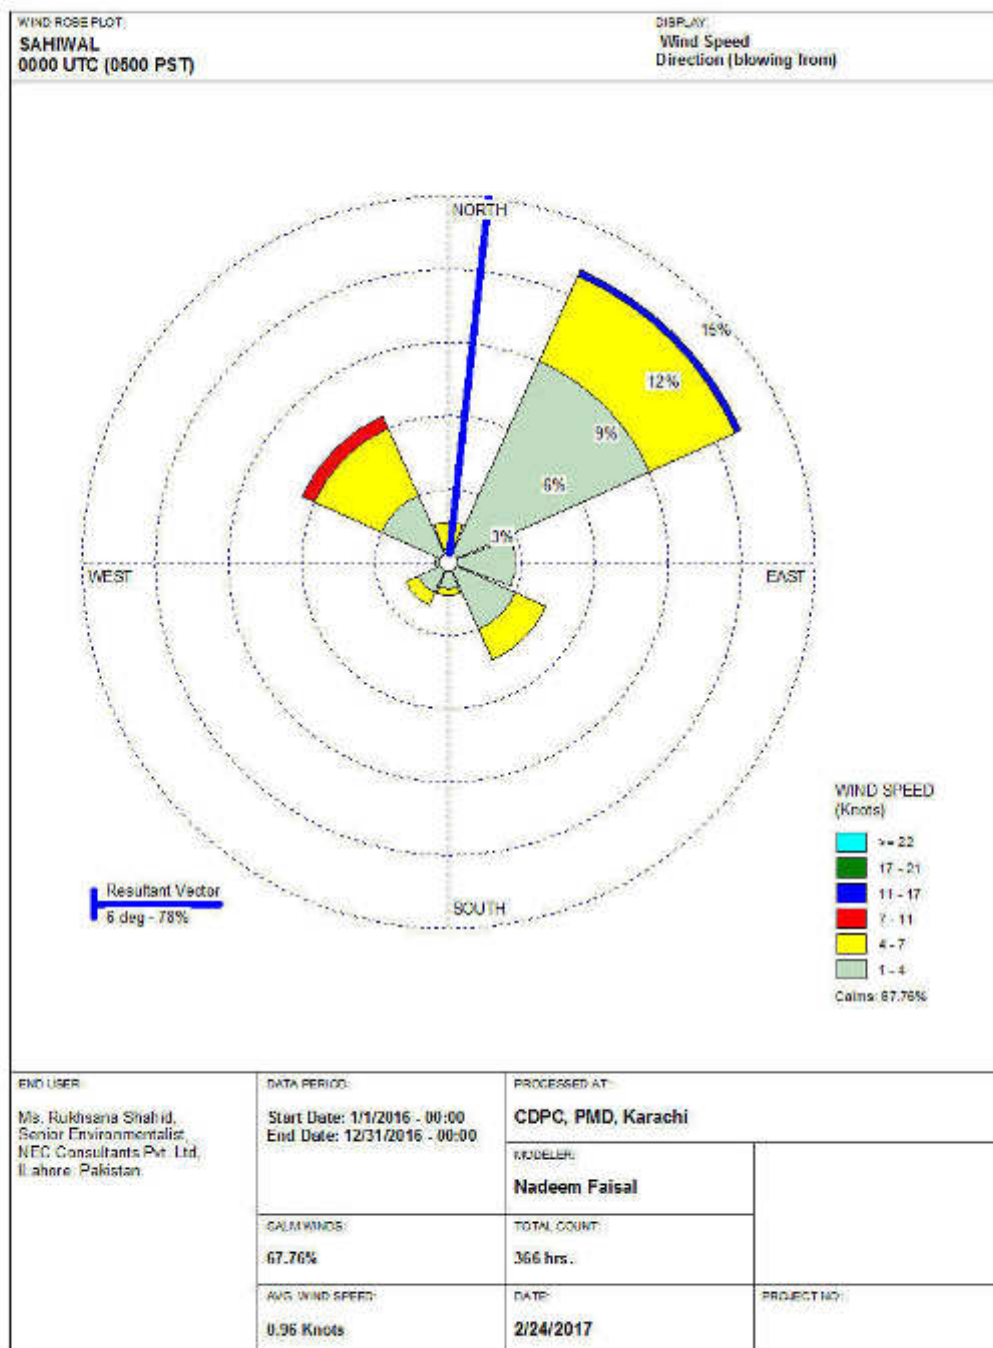 WIND ROSE PLOT:
SAHIWAL
0000 UTC (0500 PST)
DISPLAY:
Wind Speed
Direction (blowing from)
NORTH
15%
12%
9%
6%
3%
WEST
EAST
SOUTH
WIND SPEED
(Knots)
>= 22
17 - 21
11 - 17
7 - 11
4 - 7
1 - 4
Calms: 67.76%
Resultant Vector
6 deg - 78%
END USER:
Ms. Rukhsana Shahid,
Senior Environmentalist,
NEC Consultants Pvt. Ltd,
Lahore, Pakistan.
DATA PERIOD:
Start Date: 1/1/2016 - 00:00
End Date: 12/31/2016 - 00:00
PROCESSED AT:
CDPC, PMD, Karachi
MODELER:
Nadeem Faisal
CALM WINDS:
67.76%
TOTAL COUNT:
366 hrs.
AVG. WIND SPEED:
0.96 Knots
DATE:
2/24/2017
PROJECT NO.: